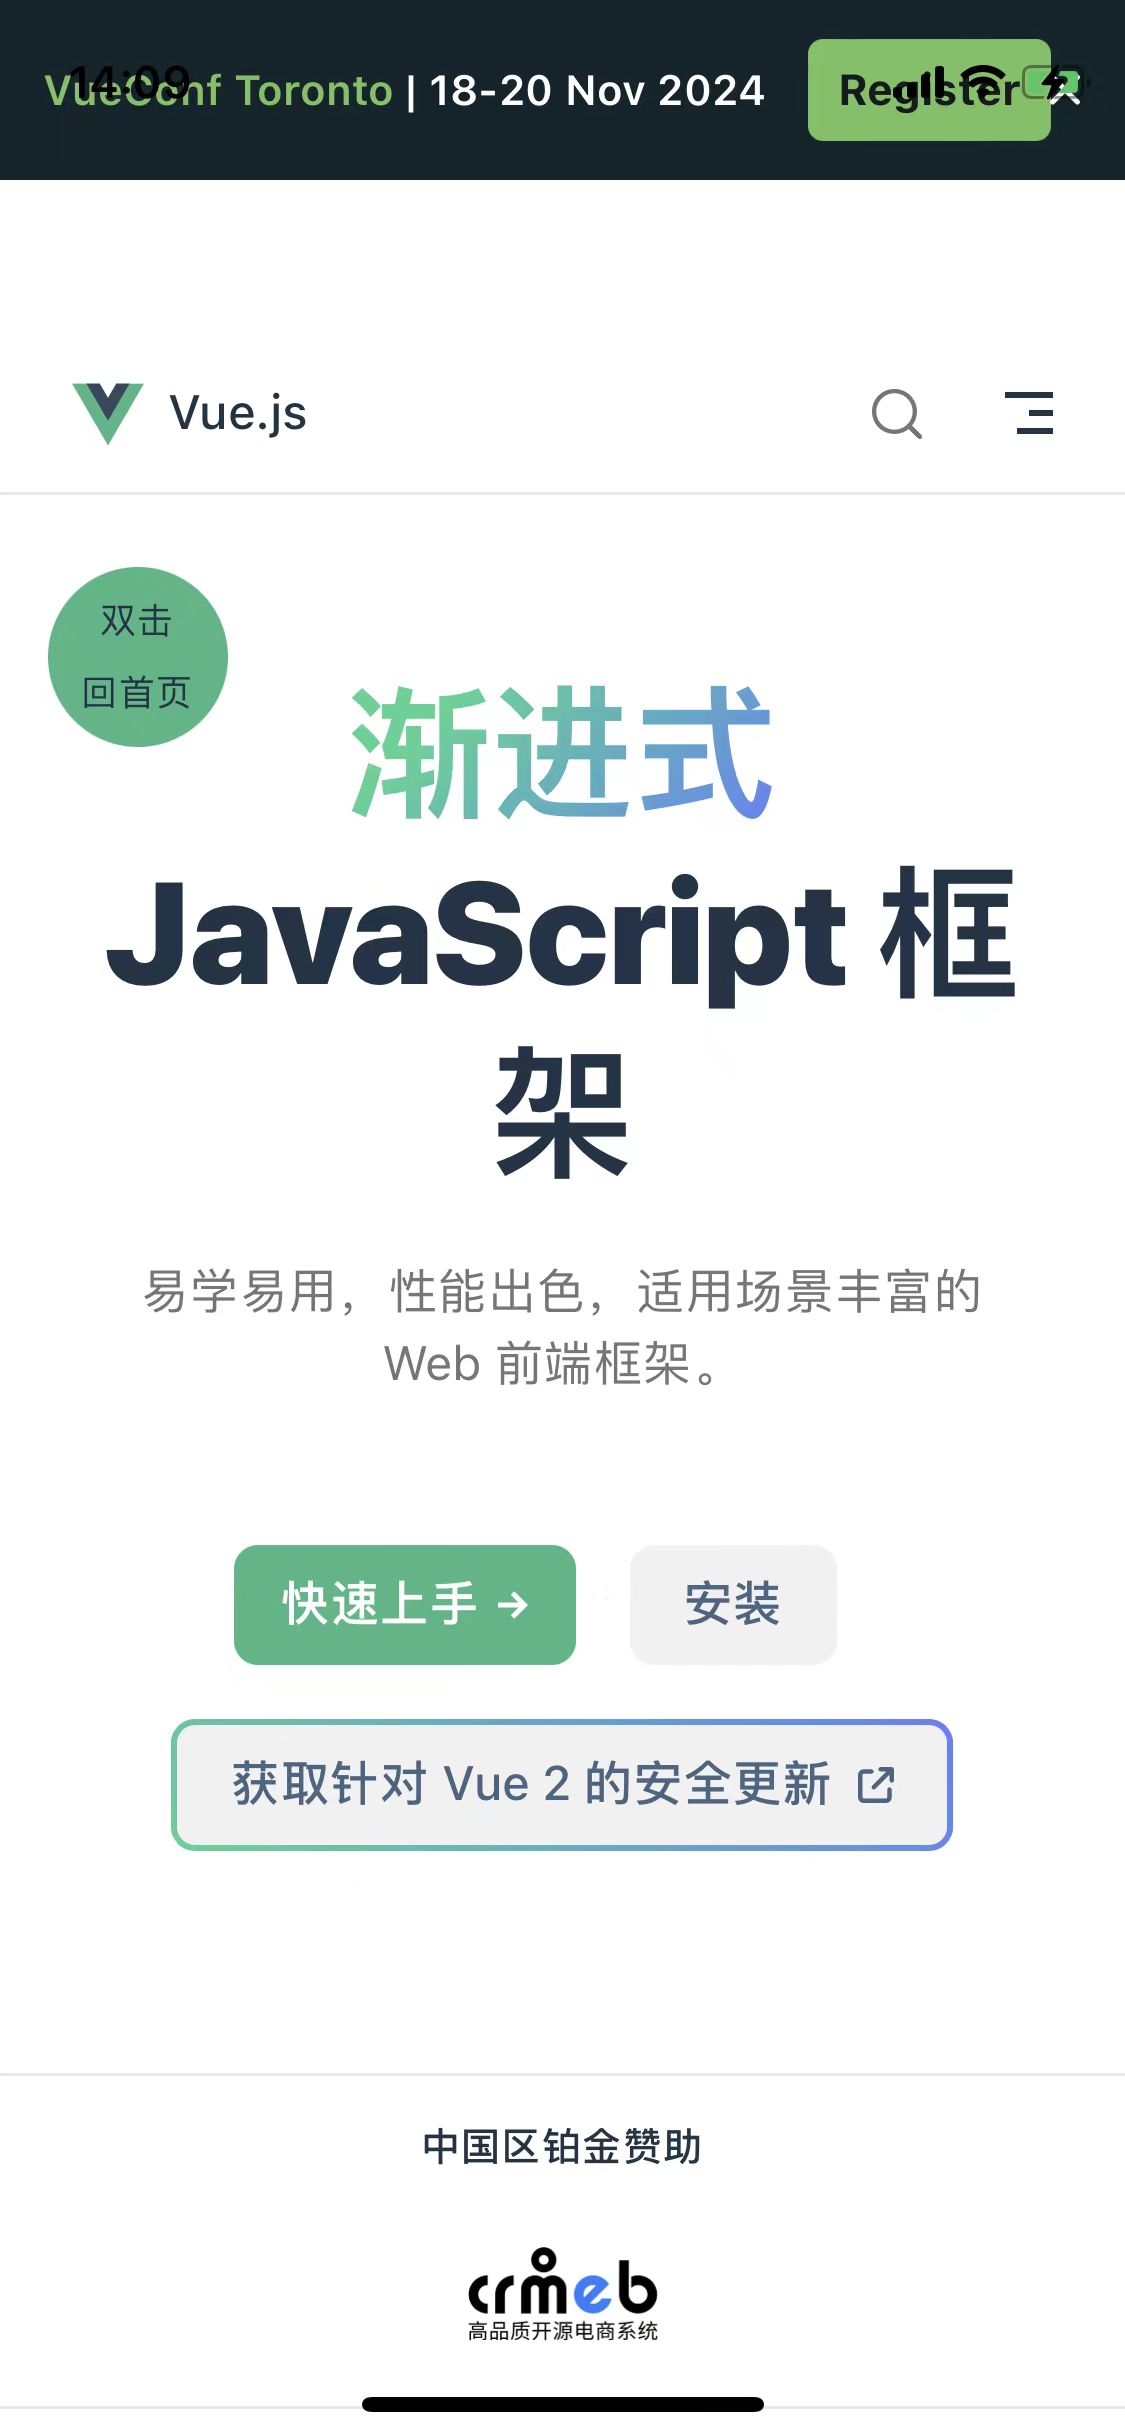 14:09
VueConf Toronto | 18-20 Nov 2024
Register
Vue.js
双击
回首页
渐进式
JavaScript 框
架
易学易用，性能出色，适用场景丰富的
Web 前端框架。
快速上手 →
安装
获取针对 Vue 2 的安全更新
中国区铂金赞助
crmeb
高品质开源电商系统